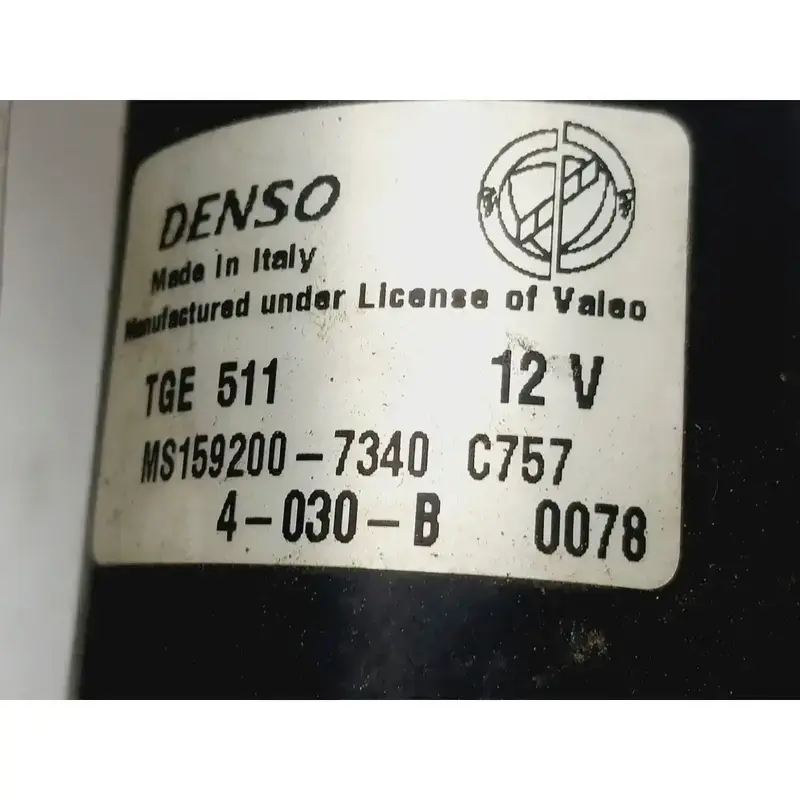 DENSO
Made in Italy
Manufactured under License of Valeo
TGE 511 12 V
MS159200-7340 C757
4-030-B 0078